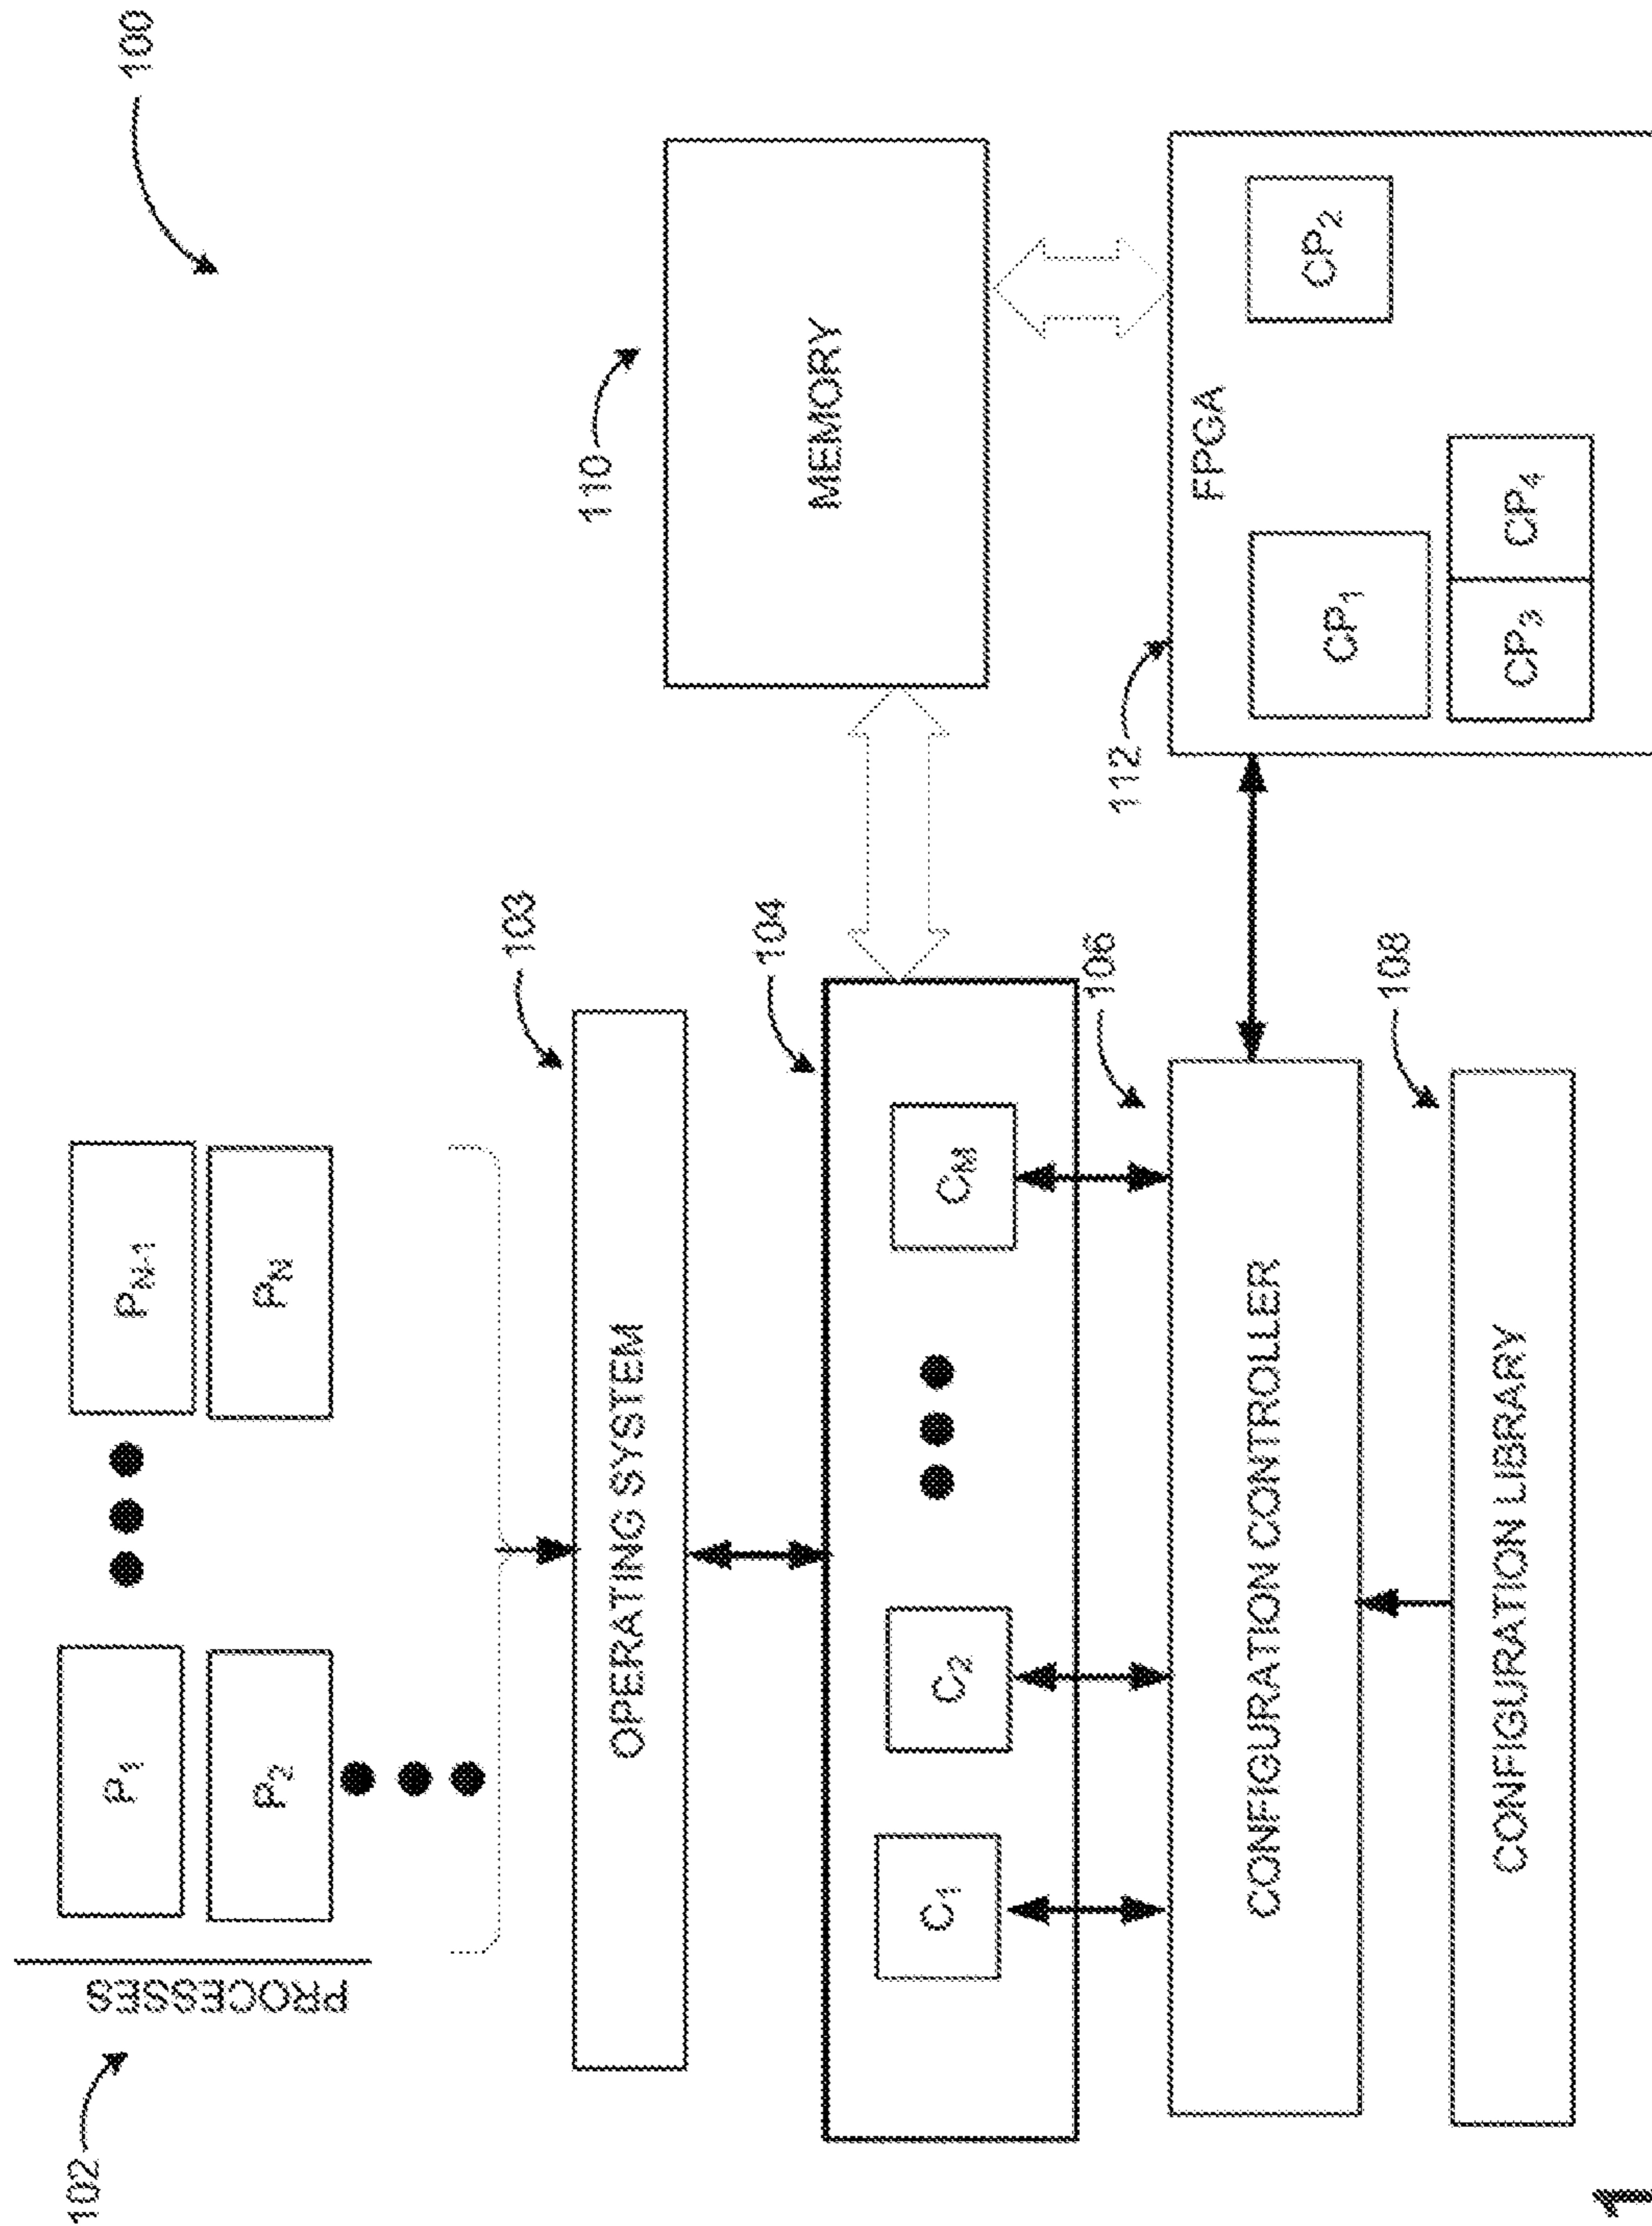 100
102
PROCESSES
P1
P2
PN-1
PN
103
OPERATING SYSTEM
104
C1
C2
CM
106
CONFIGURATION CONTROLLER
108
CONFIGURATION LIBRARY
110
MEMORY
112
FPGA
CP1
CP2
CP3
CP4
1